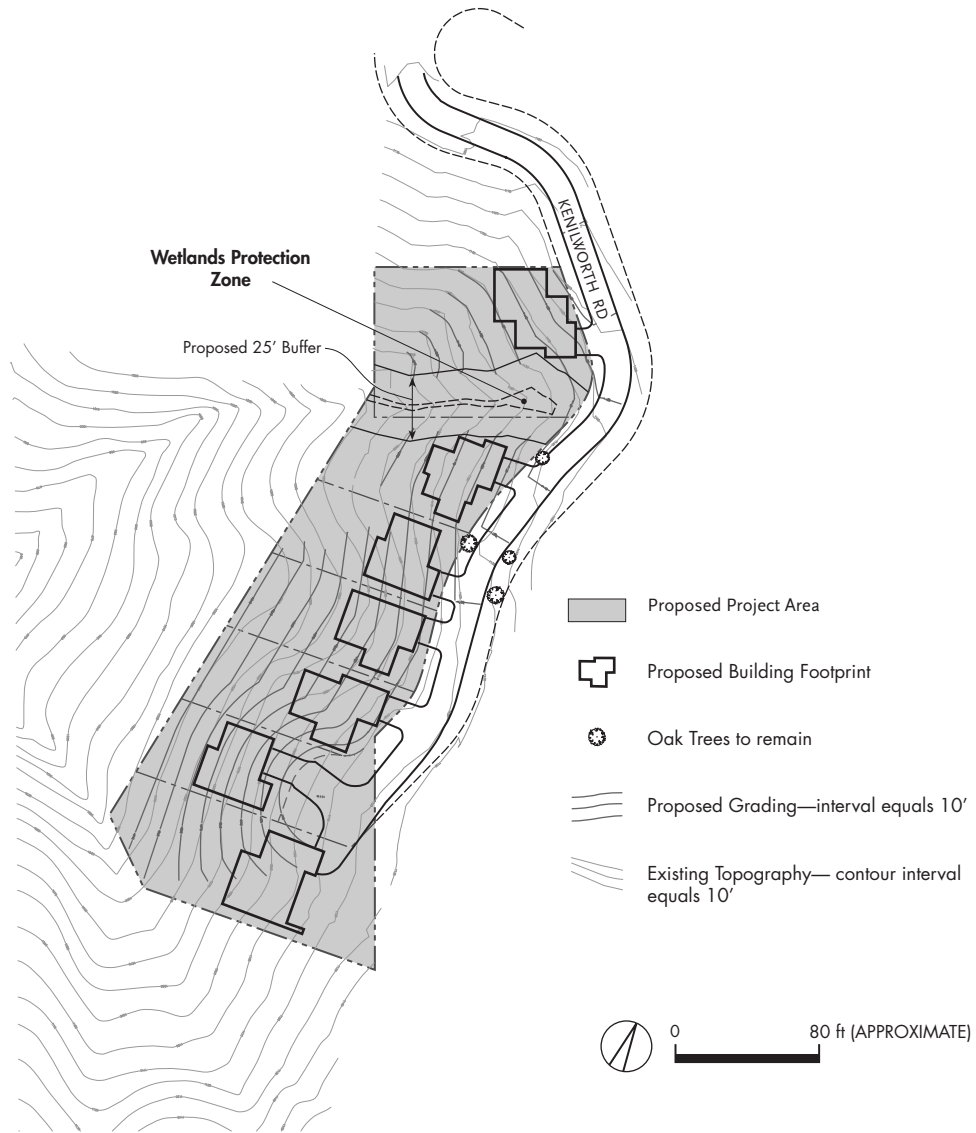 KENILWORTH RD
Wetlands Protection
Zone
Proposed 25' Buffer
Proposed Project Area
Proposed Building Footprint
Oak Trees to remain
Proposed Grading—interval equals 10'
Existing Topography— contour interval
equals 10'
0
80 ft (APPROXIMATE)